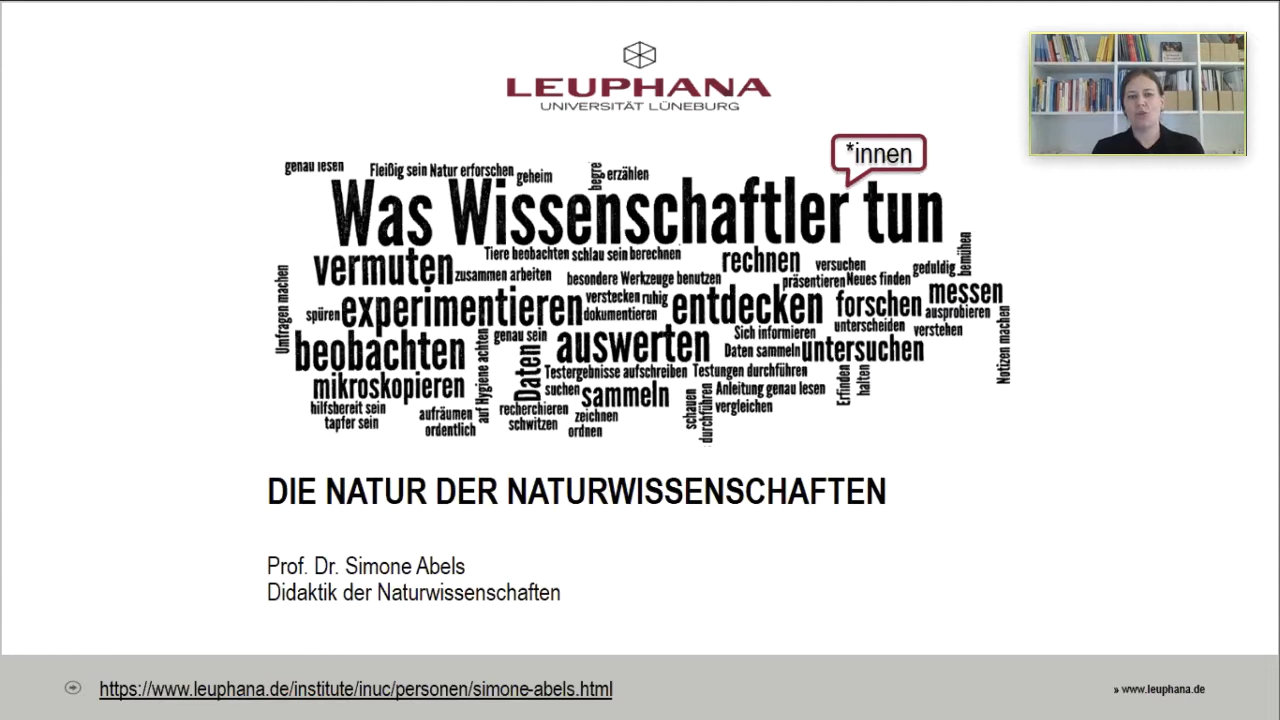 LEUPHANA
UNIVERSITÄT LÜNEBURG
*innen
genau lesen
Fleißig sein Natur erforschen
geheim
begre
erzählen
Was Wissenschaftler tun
vermuten
Tiere beobachten schlau sein berechnen
rechnen
versuchen
geduldig
bemühen
zusammen arbeiten
besondere Werkzeuge benutzen
präsentieren Neues finden
Umfragen machen
spüren
experimentieren
verstecken ruhig
dokumentieren
entdecken
forschen
messen
unterscheiden
ausprobieren
verstehen
beobachten
auf Hygiene achten
genau sein
Daten
auswerten
Sich informieren
Daten sammeln
untersuchen
Notizen machen
mikroskopieren
Testergebnisse aufschreiben
Testungen durchführen
suchen
sammeln
schauen
durchführen
Anleitung genau lesen
vergleichen
Erfinden
halten
hilfsbereit sein
tapfer sein
aufräumen
ordentlich
recherchieren
schwitzen
zeichnen
ordnen
DIE NATUR DER NATURWISSENSCHAFTEN
Prof. Dr. Simone Abels
Didaktik der Naturwissenschaften
https://www.leuphana.de/institute/inuc/personen/simone-abels.html
» www.leuphana.de